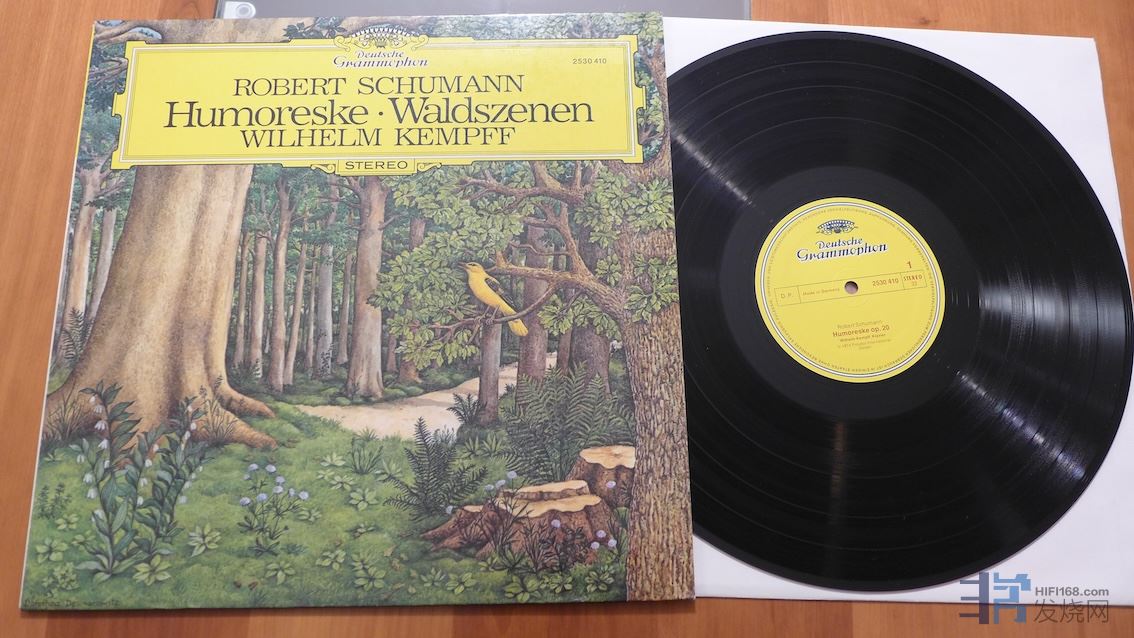 Deutsche
Grammophon
2530 410
ROBERT SCHUMANN
Humoreske · Waldszenen
WILHELM KEMPFF
STEREO
Deutsche
Grammophon
1
D.P.
Made in Germany
2530 410
STEREO
33
Robert Schumann
Humoreske op. 20
Wilhelm Kempff, Klavier
HIFI168.com
发烧网